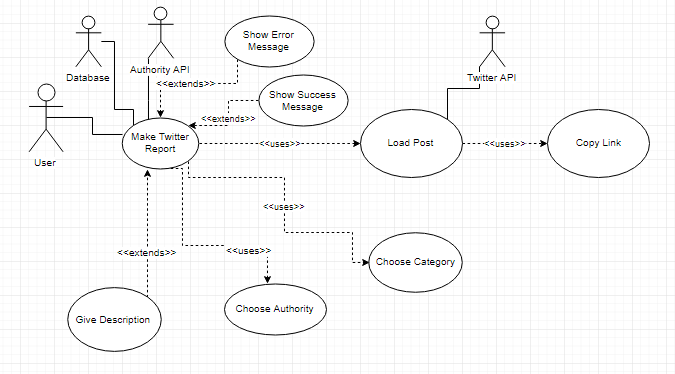 Show Error
Message
Database
Authority API
Twitter API
<<extends>>
Show Success
Message
<<extends>>
User
Make Twitter
Report
<<uses>>
Load Post
<<uses>>
Copy Link
<<uses>>
<<extends>>
<<uses>>
Choose Category
Give Description
Choose Authority